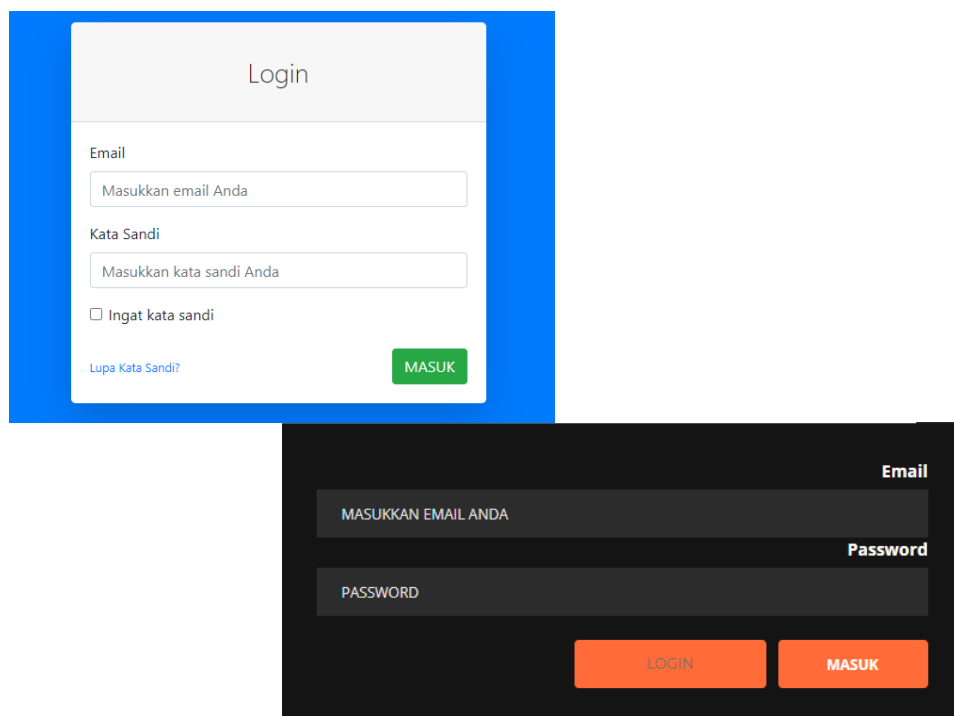 Login
Email
Masukkan email Anda
Kata Sandi
Masukkan kata sandi Anda
Ingat kata sandi
Lupa Kata Sandi? MASUK
Email
MASUKKAN EMAIL ANDA
Password
PASSWORD
LOGIN MASUK